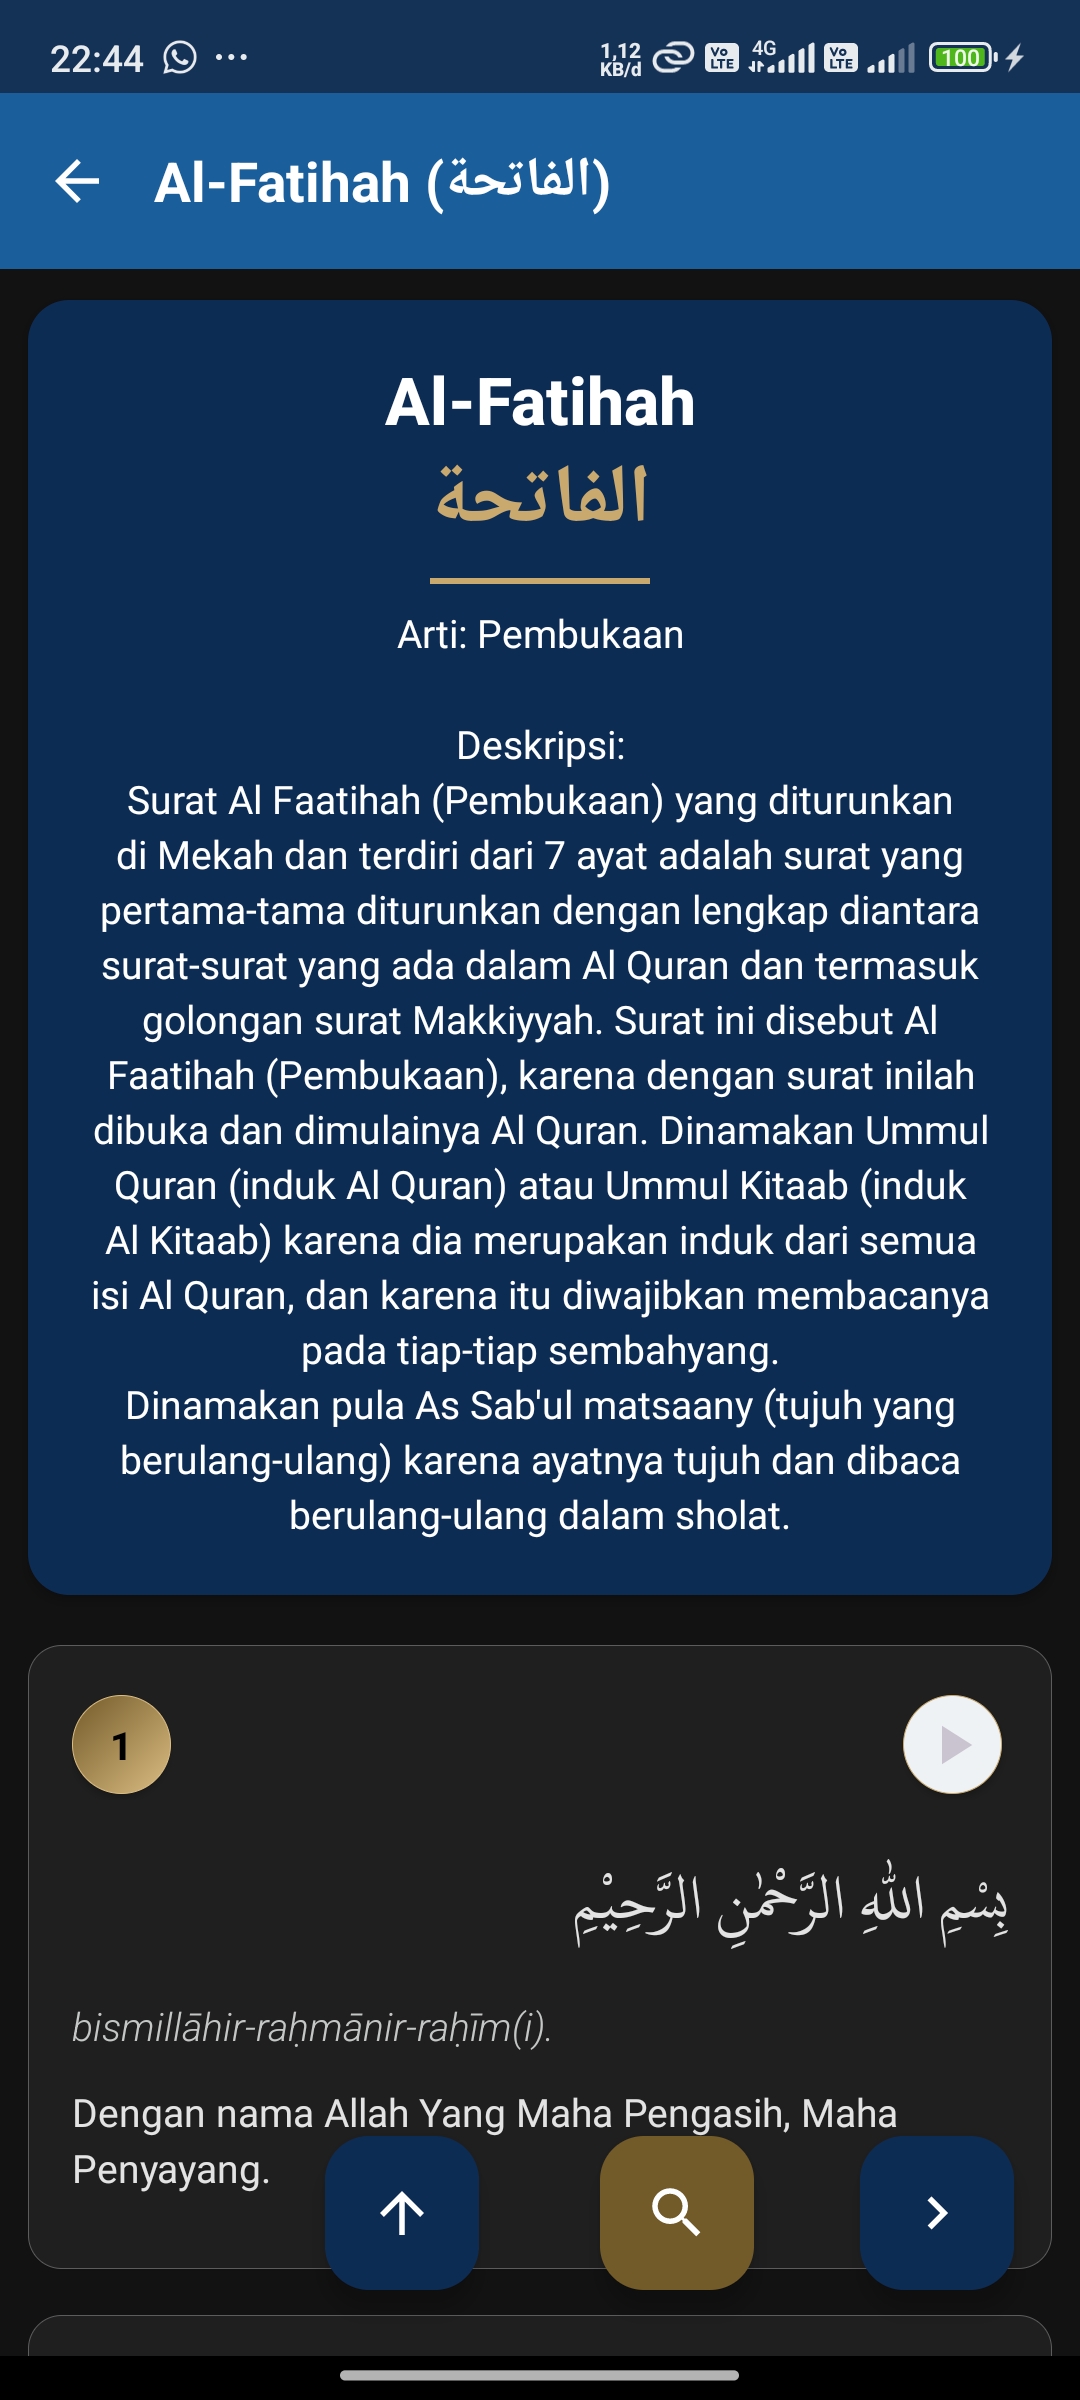 22:44
1,12 KB/d
Vo LTE
4G
Vo LTE
100
Al-Fatihah (الفاتحة)
Al-Fatihah
الفاتحة
Arti: Pembukaan
Deskripsi:
Surat Al Faatihah (Pembukaan) yang diturunkan
di Mekah dan terdiri dari 7 ayat adalah surat yang
pertama-tama diturunkan dengan lengkap diantara
surat-surat yang ada dalam Al Quran dan termasuk
golongan surat Makkiyyah. Surat ini disebut Al
Faatihah (Pembukaan), karena dengan surat inilah
dibuka dan dimulainya Al Quran. Dinamakan Ummul
Quran (induk Al Quran) atau Ummul Kitaab (induk
Al Kitaab) karena dia merupakan induk dari semua
isi Al Quran, dan karena itu diwajibkan membacanya
pada tiap-tiap sembahyang.
Dinamakan pula As Sab'ul matsaany (tujuh yang
berulang-ulang) karena ayatnya tujuh dan dibaca
berulang-ulang dalam sholat.
1
بِسْمِ اللّٰهِ الرَّحْمٰنِ الرَّحِيْمِ
bismillāhir-raḥmānir-raḥīm(i).
Dengan nama Allah Yang Maha Pengasih, Maha
Penyayang.